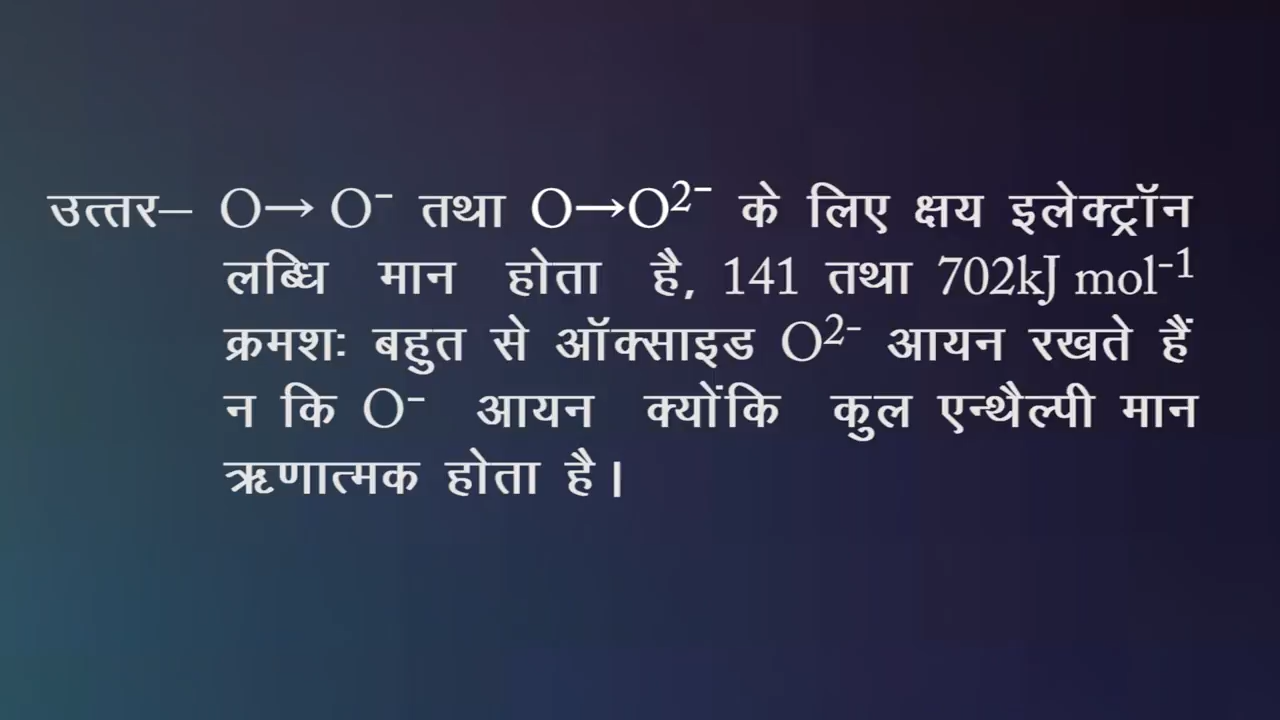 उत्तर– O→ O⁻ तथा O→O²⁻ के लिए क्षय इलेक्ट्रॉन
लब्धि मान होता है, 141 तथा 702kJ mol⁻¹
क्रमशः बहुत से ऑक्साइड O²⁻ आयन रखते हैं
न कि O⁻ आयन क्योंकि कुल एन्थैल्पी मान
ऋणात्मक होता है।